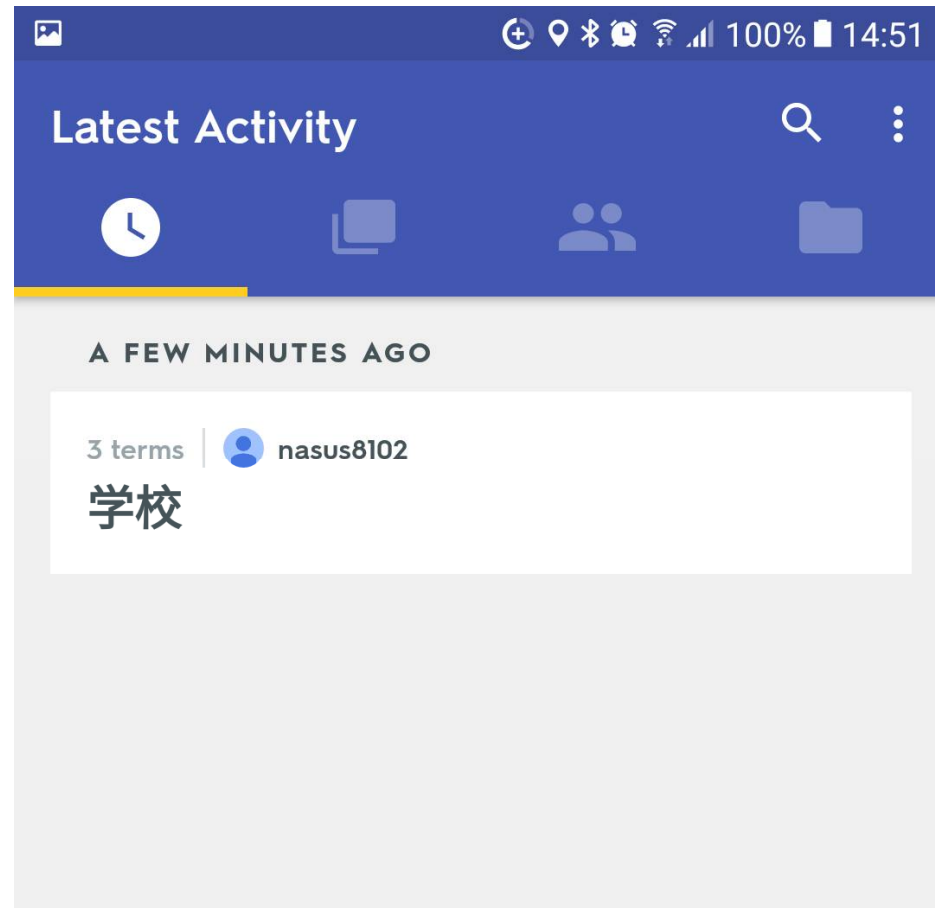 100% 14:51
Latest Activity
A FEW MINUTES AGO
3 terms nasus8102
学校